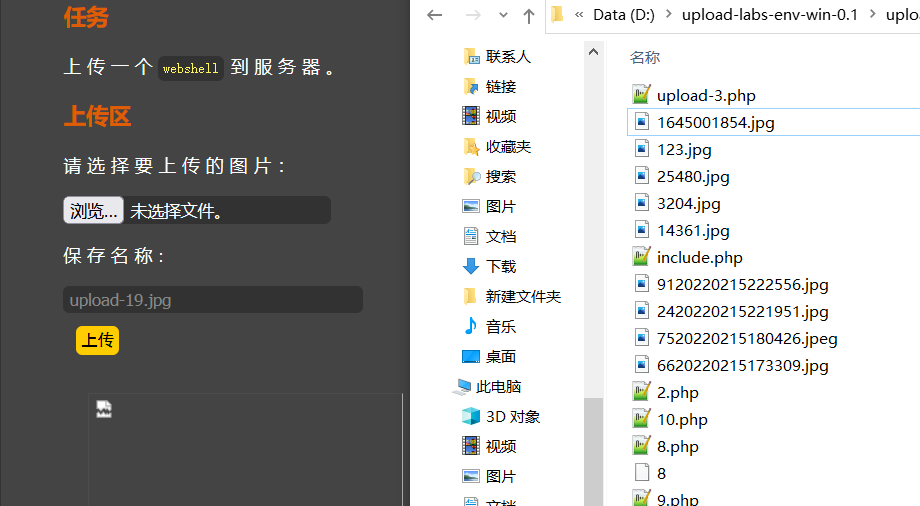 任务
上传一个 webshell 到服务器。
上传区
请选择要上传的图片：
浏览... 未选择文件。
保存名称：
upload-19.jpg
上传
« Data (D:) › upload-labs-env-win-0.1 ›
联系人
链接
视频
收藏夹
搜索
图片
文档
下载
新建文件夹
音乐
桌面
此电脑
3D 对象
视频
图片
文档
名称
upload-3.php
1645001854.jpg
123.jpg
25480.jpg
3204.jpg
14361.jpg
include.php
9120220215222556.jpg
2420220215221951.jpg
7520220215180426.jpeg
6620220215173309.jpg
2.php
10.php
8.php
8
9.php